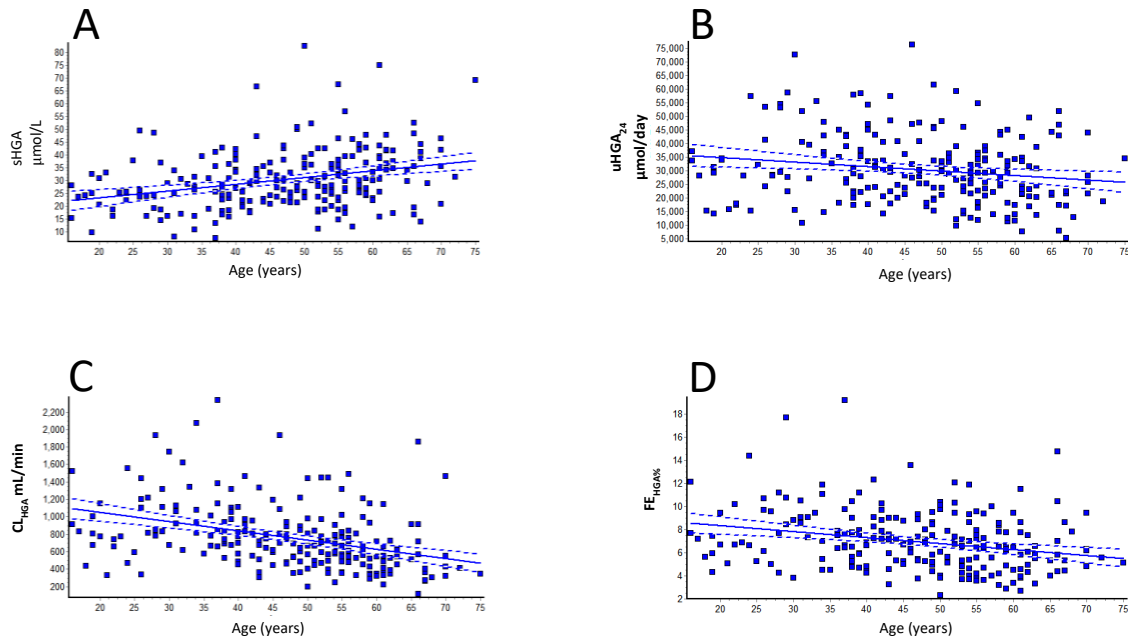 A
80
75
70
65
60
55
50
45
40
35
30
25
20
15
10
sHGA
µmol/L
20 25 30 35 40 45 50 55 60 65 70 75
Age (years)
B
75,000
70,000
65,000
60,000
55,000
50,000
45,000
40,000
35,000
30,000
25,000
20,000
15,000
10,000
5,000
uHGA24
µmol/day
20 25 30 35 40 45 50 55 60 65 70 75
Age (years)
C
2,200
2,000
1,800
1,600
1,400
1,200
1,000
800
600
400
200
CLHGA mL/min
20 25 30 35 40 45 50 55 60 65 70 75
Age (years)
D
18
16
14
12
10
8
6
4
2
FEHGA%
20 25 30 35 40 45 50 55 60 65 70 75
Age (years)